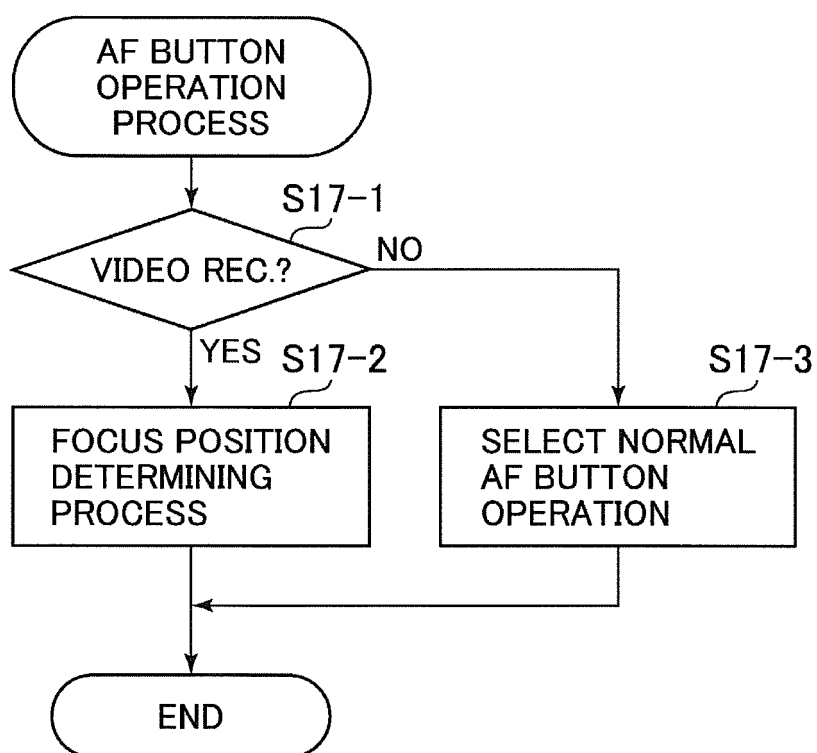 AF BUTTON
OPERATION
PROCESS
S17-1
VIDEO REC.?
NO
YES
S17-2
S17-3
FOCUS POSITION
DETERMINING
PROCESS
SELECT NORMAL
AF BUTTON
OPERATION
END